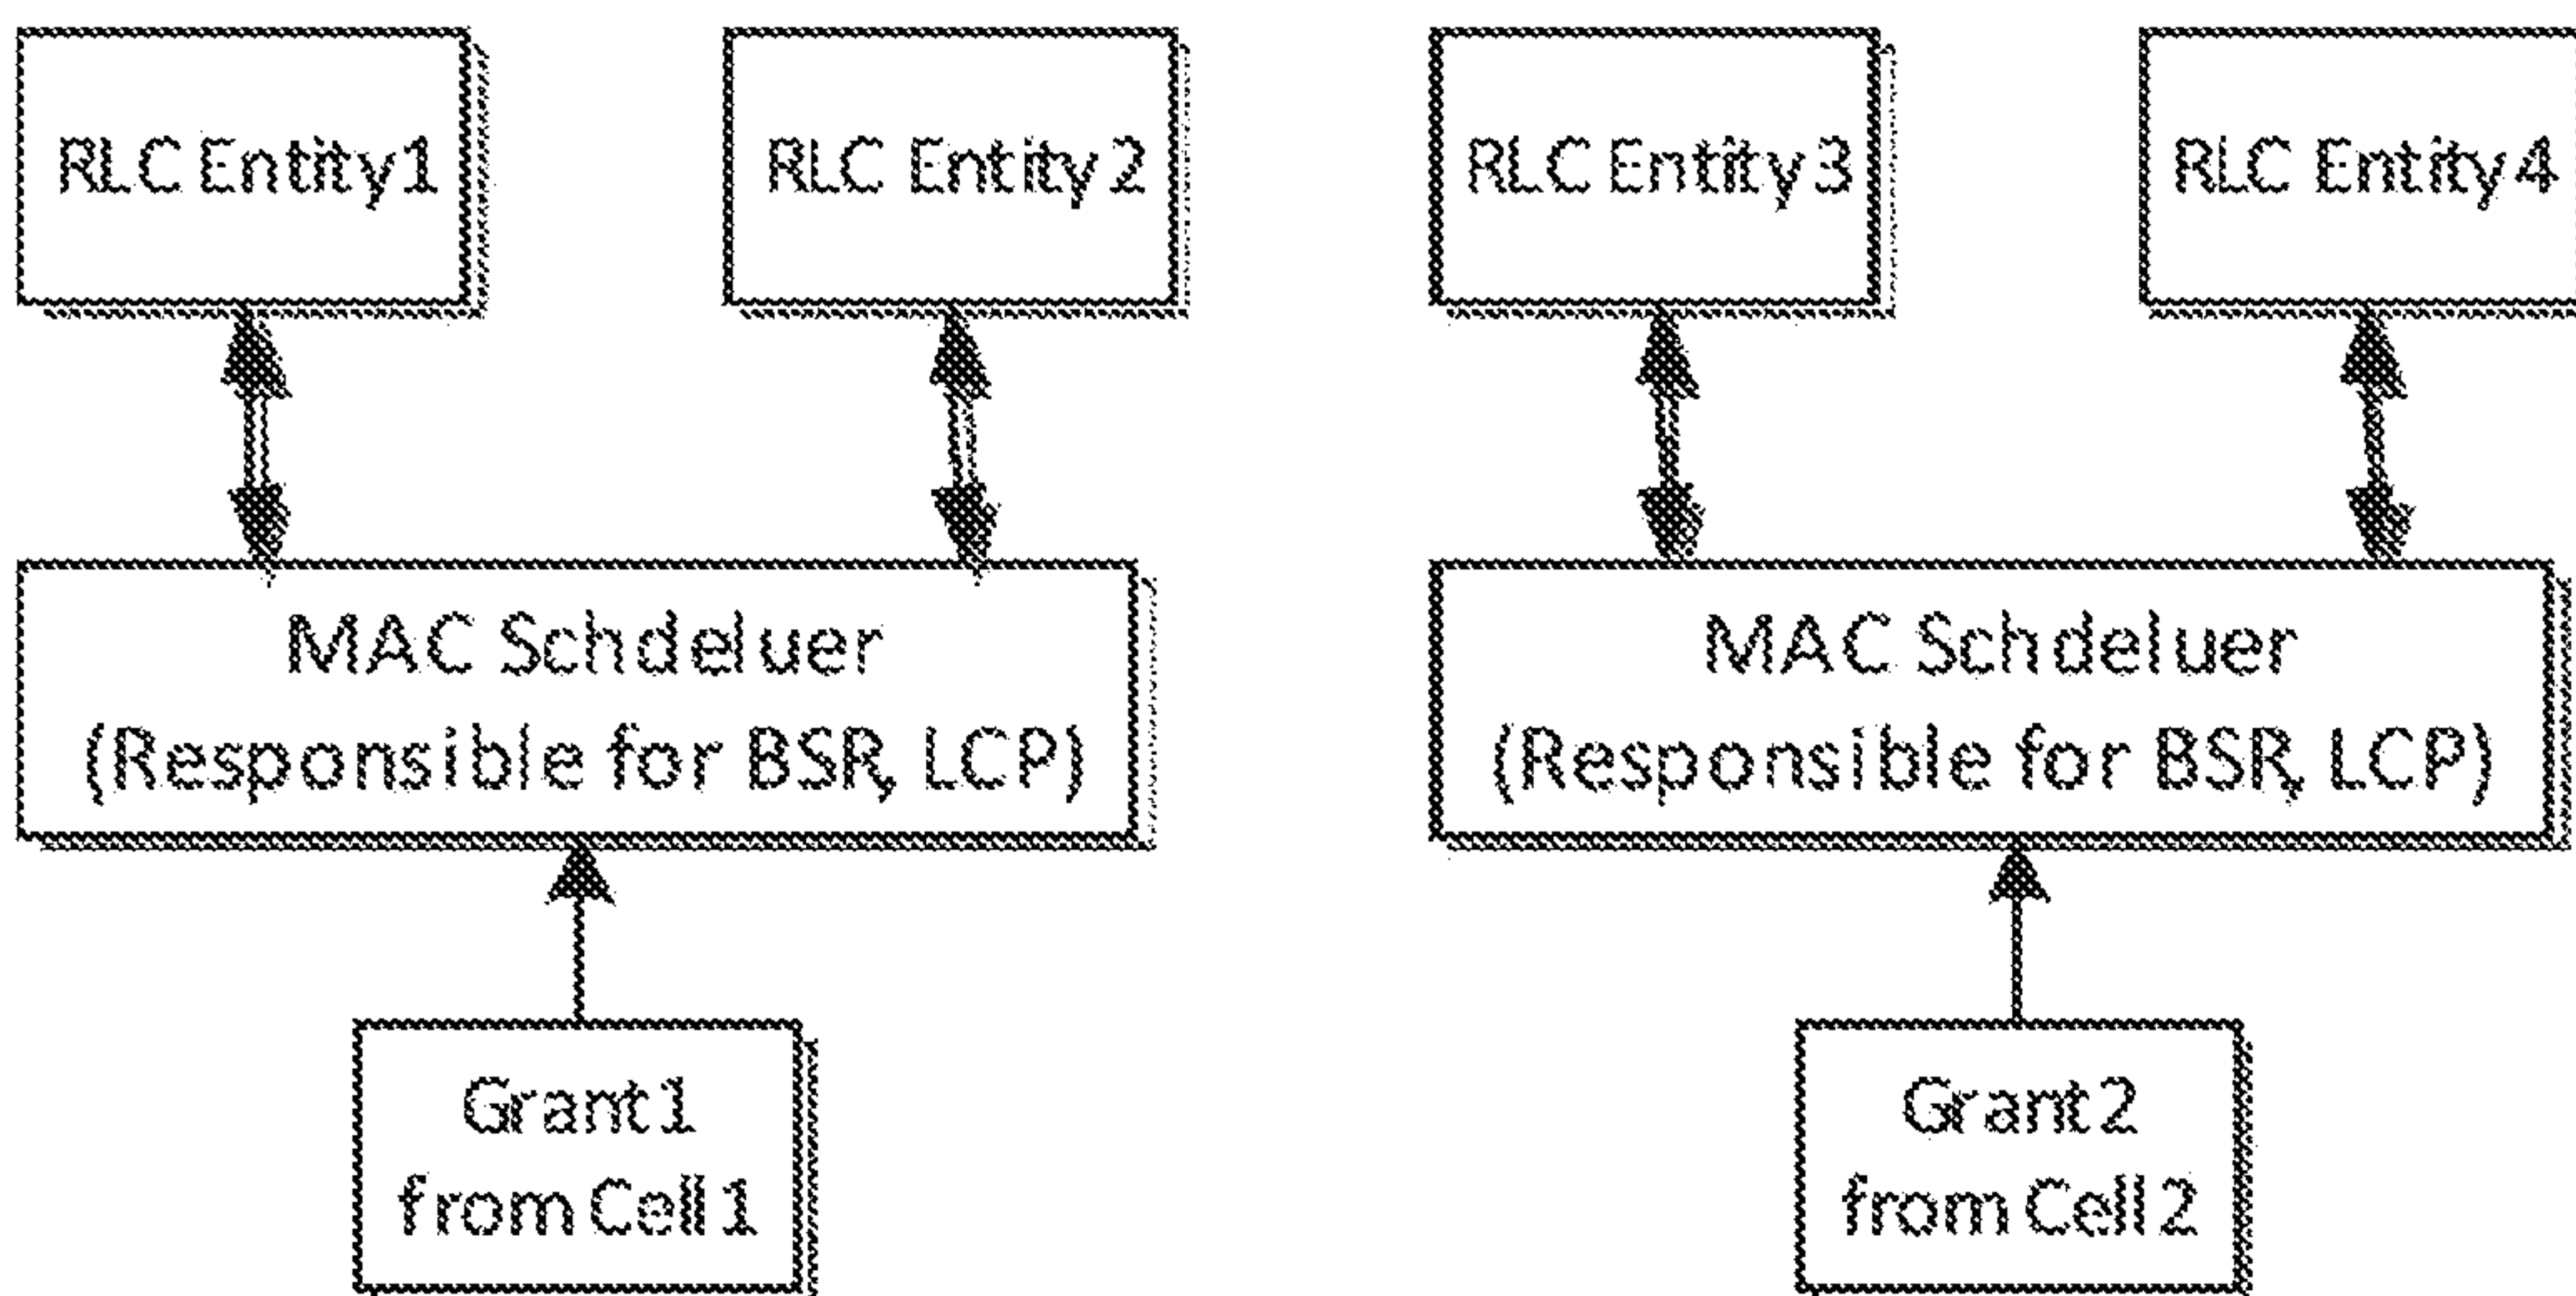 RLC Entity1
RLC Entity 2
RLC Entity 3
RLC Entity 4
MAC Schdeluer
(Responsible for BSR, LCP)
MAC Schdeluer
(Responsible for BSR, LCP)
Grant1
from Cell 1
Grant 2
from Cell 2